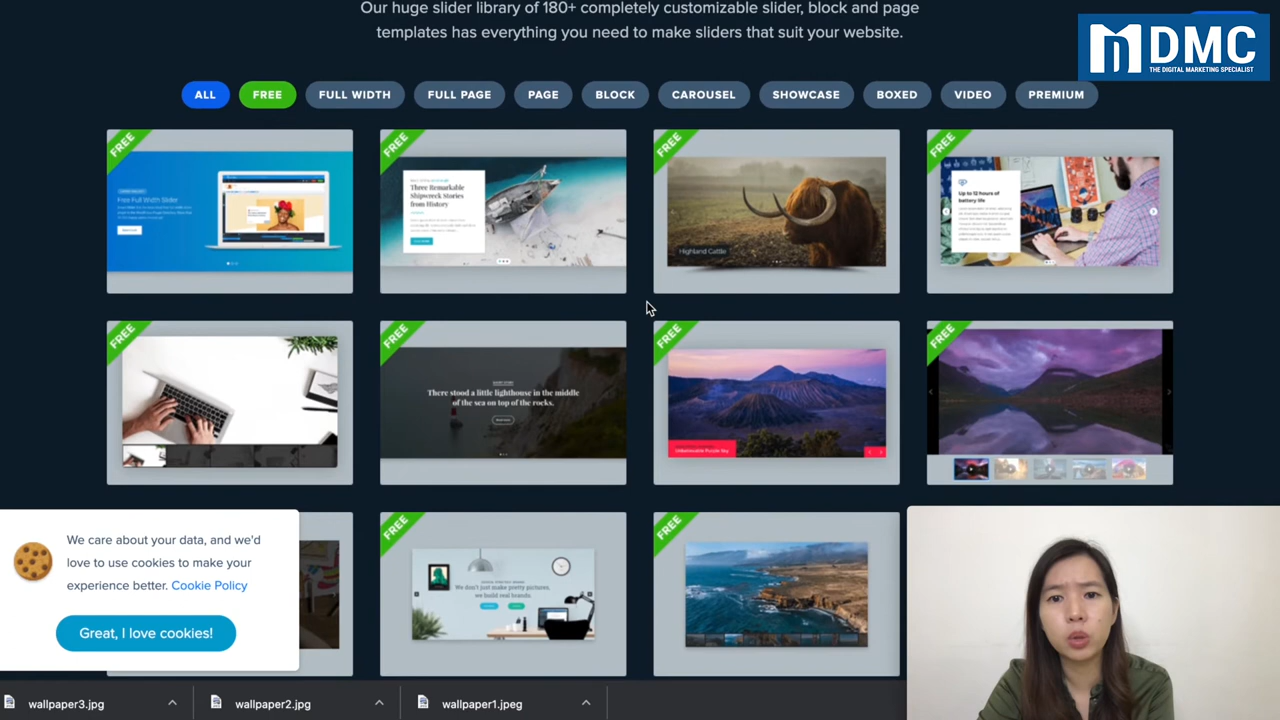 Our huge slider library of 180+ completely customizable slider, block and page
templates has everything you need to make sliders that suit your website.
DMC
THE DIGITAL MARKETING SPECIALIST
ALL
FREE
FULL WIDTH
FULL PAGE
PAGE
BLOCK
CAROUSEL
SHOWCASE
BOXED
VIDEO
PREMIUM
FREE
Free Full Width Slider
FREE
Three Remarkable
Shipwreck Stories
from History
FREE
Highland Cattle
FREE
Up to 12 hours of
battery life
FREE
FREE
There stood a little lighthouse in the middle
of the sea on top of the rocks.
FREE
Unbelievable Purple Sky
FREE
FREE
We don't just make pretty pictures,
we build real brands.
FREE
We care about your data, and we'd
love to use cookies to make your
experience better. Cookie Policy
Great, I love cookies!
wallpaper3.jpg
wallpaper2.jpg
wallpaper1.jpeg